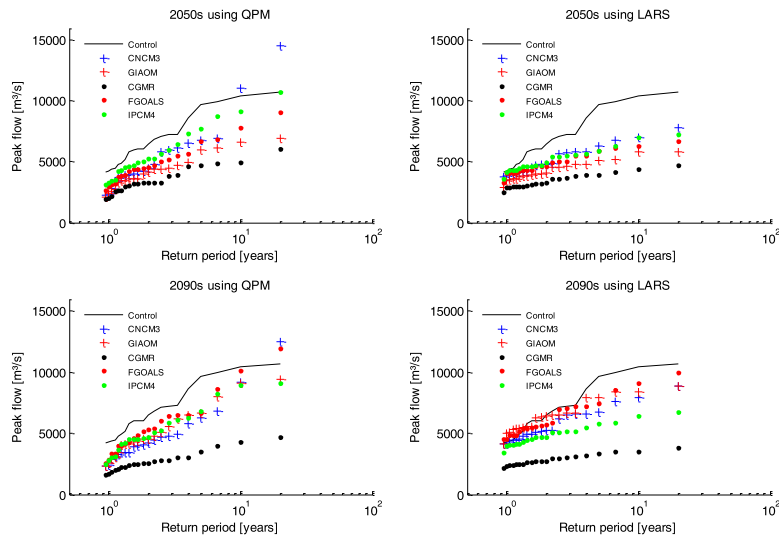 2050s using QPM
15000
10000
5000
0
Peak flow [m³/s]
Control
CNCM3
GIAOM
CGMR
FGOALS
IPCM4
10⁰
10¹
10²
Return period [years]
2050s using LARS
15000
10000
5000
0
Peak flow [m³/s]
Control
CNCM3
GIAOM
CGMR
FGOALS
IPCM4
10⁰
10¹
10²
Return period [years]
2090s using QPM
15000
10000
5000
0
Peak flow [m³/s]
Control
CNCM3
GIAOM
CGMR
FGOALS
IPCM4
10⁰
10¹
10²
Return period [years]
2090s using LARS
15000
10000
5000
0
Peak flow [m³/s]
Control
CNCM3
GIAOM
CGMR
FGOALS
IPCM4
10⁰
10¹
10²
Return period [years]